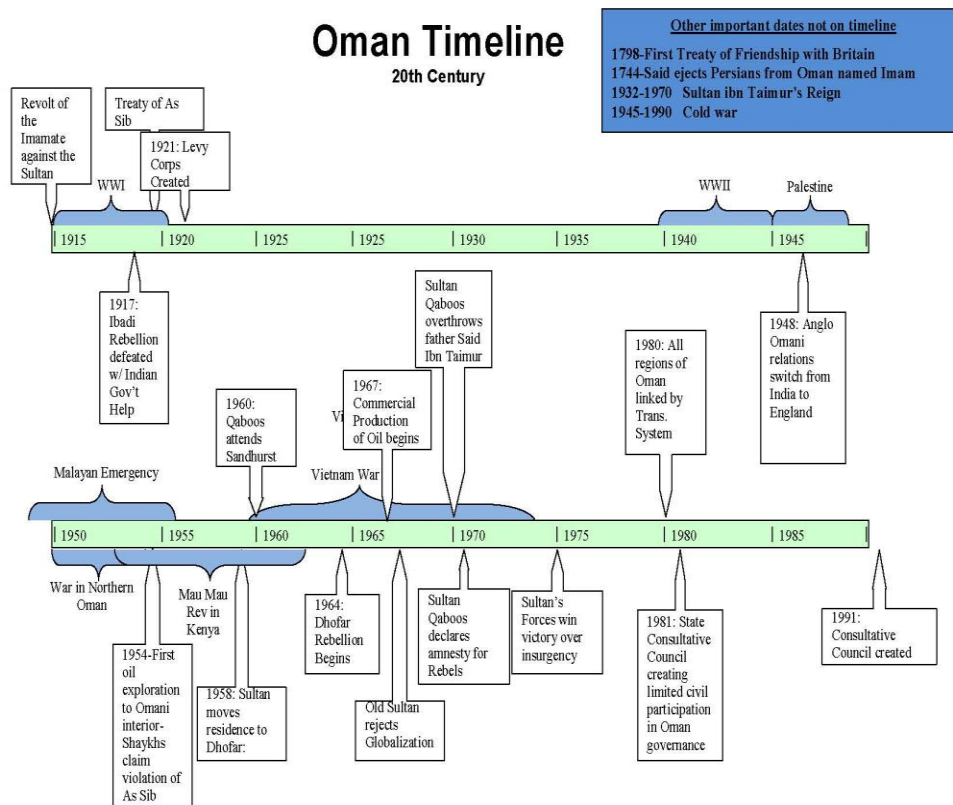 Oman Timeline
20th Century
Other important dates not on timeline
1798-First Treaty of Friendship with Britain
1744-Said ejects Persians from Oman named Imam
1932-1970 Sultan ibn Taimur's Reign
1945-1990 Cold war
Revolt of
the
Imamate
against the
Sultan
Treaty of As
Sib
1921: Levy
Corps
Created
WWI
WWII
Palestine
1915
1920
1925
1925
1930
1935
1940
1945
1917:
Ibadi
Rebellion
defeated
w/ Indian
Gov't
Help
Sultan
Qaboos
overthrows
father Said
Ibn Taimur
1948: Anglo
Omani
relations
switch from
India to
England
1960:
Qaboos
attends
Sandhurst
Vi
1967:
Commercial
Production
of Oil begins
1980: All
regions of
Oman
linked by
Trans.
System
Malayan Emergency
Vietnam War
1950
1955
1960
1965
1970
1975
1980
1985
War in Northern
Oman
Mau Mau
Rev in
Kenya
1954-First
oil
exploration
to Omani
interior-
Shaykhs
claim
violation of
As Sib
1958: Sultan
moves
residence to
Dhofar:
1964:
Dhofar
Rebellion
Begins
Old Sultan
rejects
Globalization
Sultan
Qaboos
declares
amnesty for
Rebels
Sultan's
Forces win
victory over
insurgency
1981: State
Consultative
Council
creating
limited civil
participation
in Oman
governance
1991:
Consultative
Council created